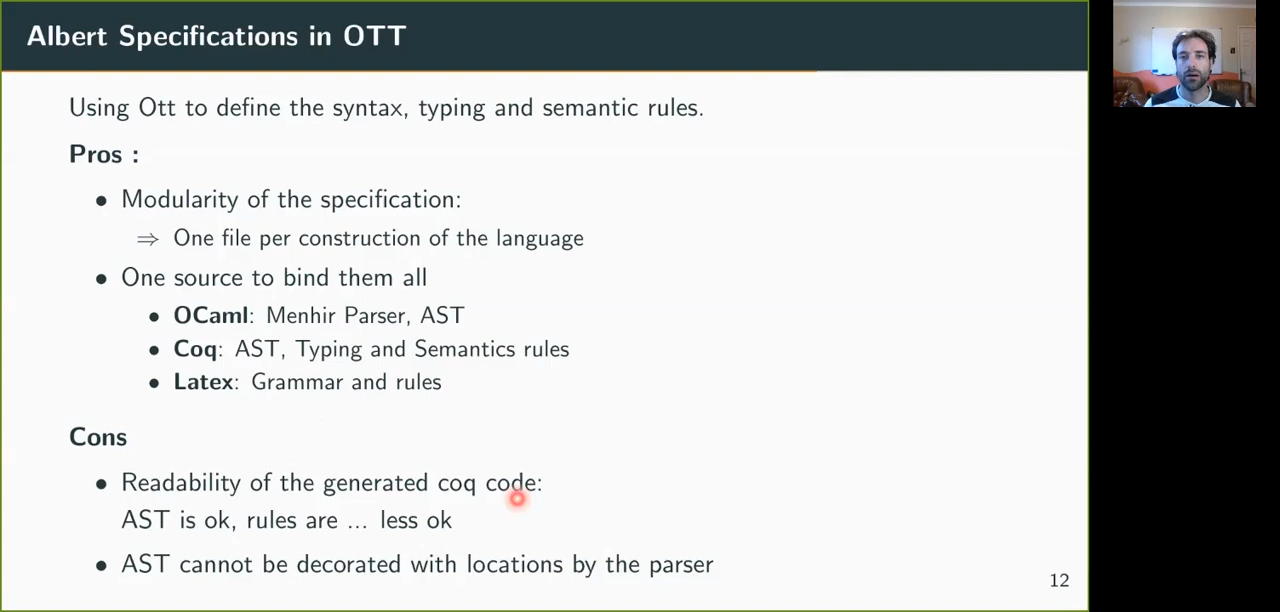 Albert Specifications in OTT
Using Ott to define the syntax, typing and semantic rules.
Pros :
• Modularity of the specification:
⇒ One file per construction of the language
• One source to bind them all
• OCaml: Menhir Parser, AST
• Coq: AST, Typing and Semantics rules
• Latex: Grammar and rules
Cons
• Readability of the generated coq code:
AST is ok, rules are ... less ok
• AST cannot be decorated with locations by the parser
12